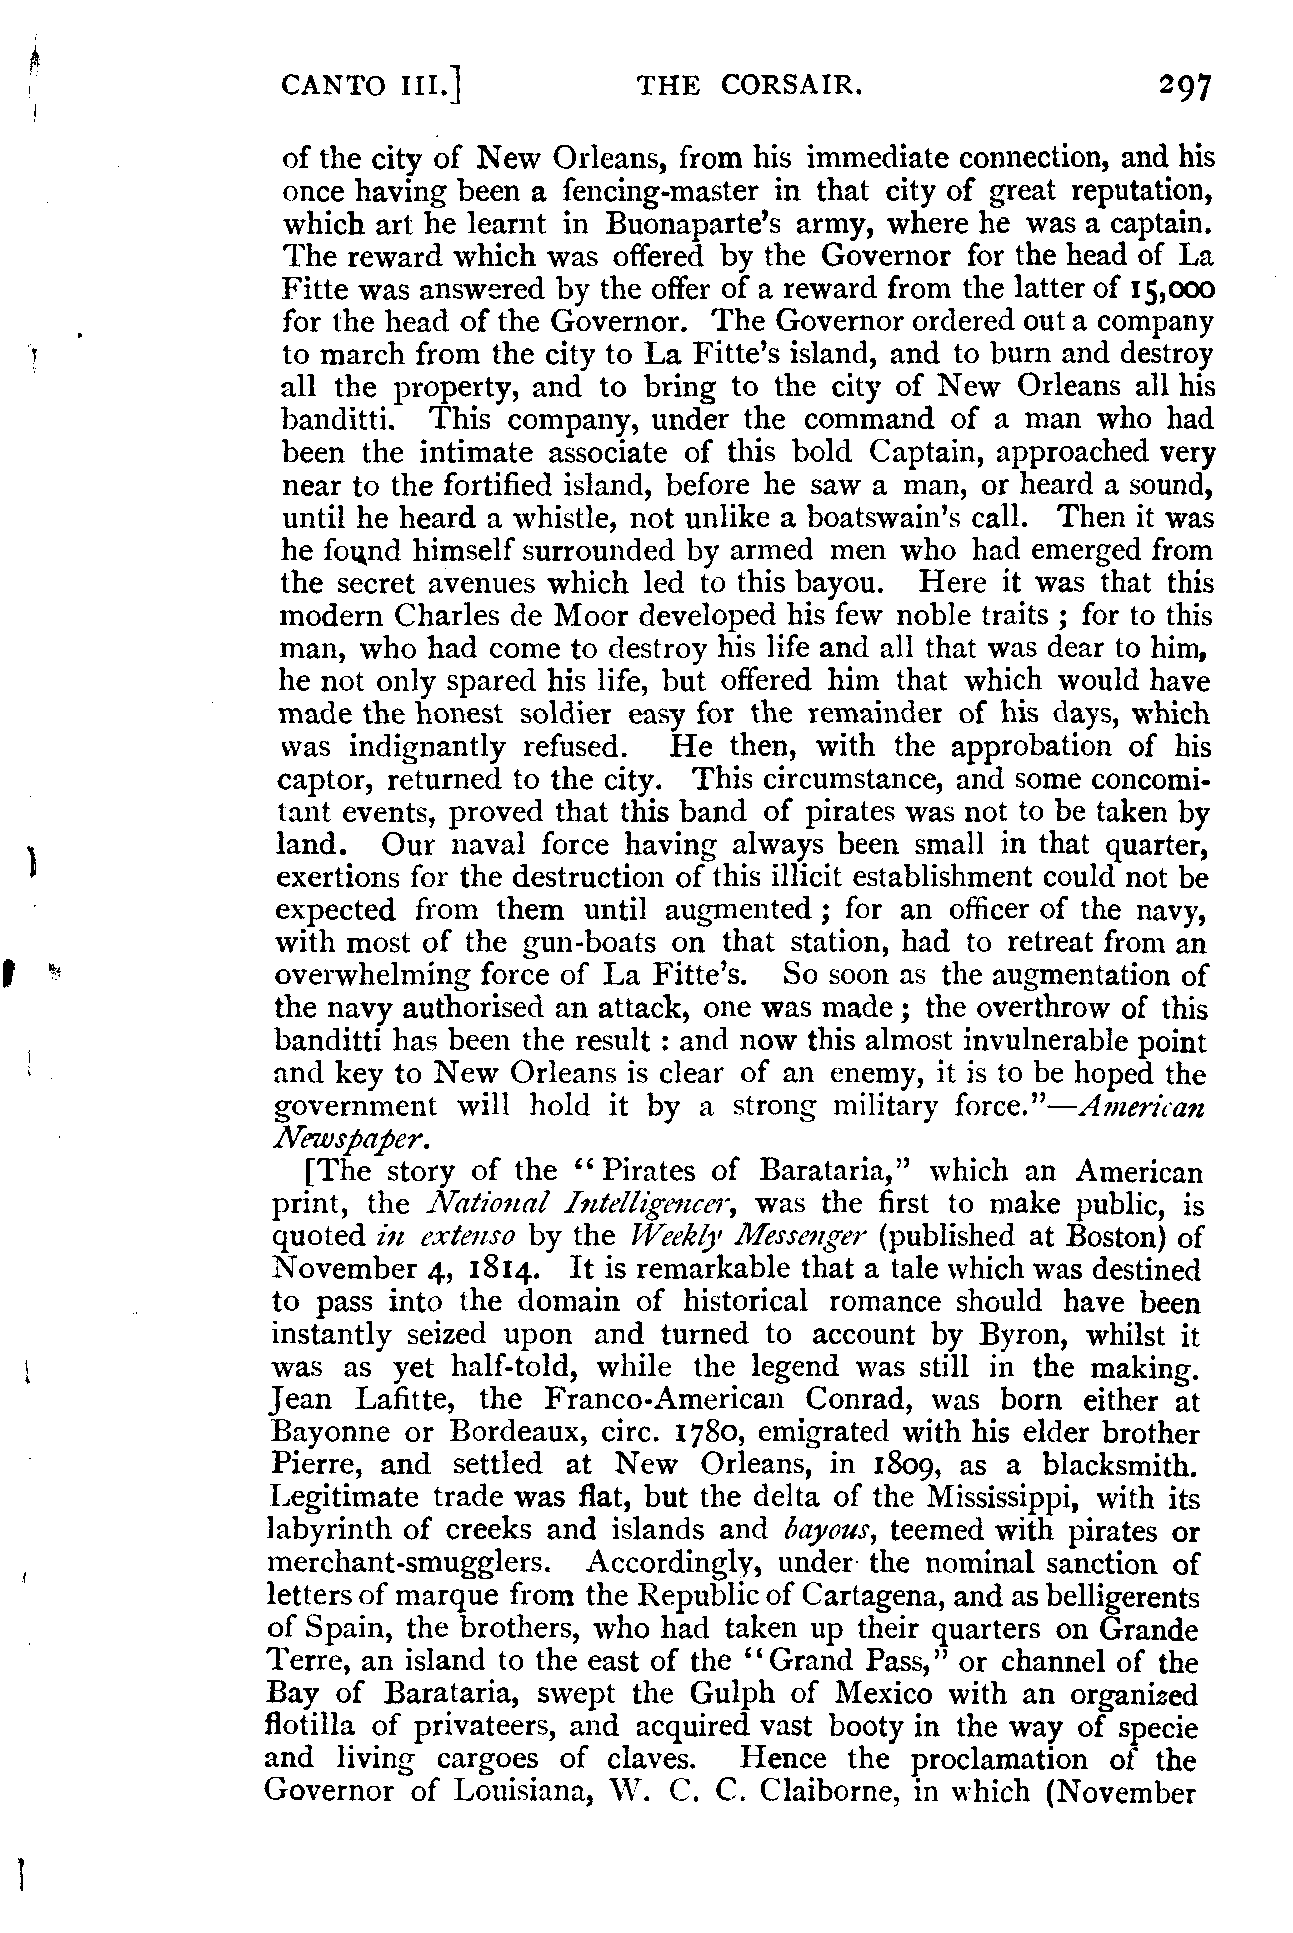 CANTO III.] THE CORSAIR. 297
of the city of New Orleans, from his immediate connection, and his
once having been a fencing-master in that city of great reputation,
which art he learnt in Buonaparte's army, where he was a captain.
The reward which was offered by the Governor for the head of La
Fitte was answered by the offer of a reward from the latter of 15,000
for the head of the Governor. The Governor ordered out a company
to march from the city to La Fitte's island, and to burn and destroy
all the property, and to bring to the city of New Orleans all his
banditti. This company, under the command of a man who had
been the intimate associate of this bold Captain, approached very
near to the fortified island, before he saw a man, or heard a sound,
until he heard a whistle, not unlike a boatswain's call. Then it was
he found himself surrounded by armed men who had emerged from
the secret avenues which led to this bayou. Here it was that this
modern Charles de Moor developed his few noble traits ; for to this
man, who had come to destroy his life and all that was dear to him,
he not only spared his life, but offered him that which would have
made the honest soldier easy for the remainder of his days, which
was indignantly refused. He then, with the approbation of his
captor, returned to the city. This circumstance, and some concomi-
tant events, proved that this band of pirates was not to be taken by
land. Our naval force having always been small in that quarter,
exertions for the destruction of this illicit establishment could not be
expected from them until augmented ; for an officer of the navy,
with most of the gun-boats on that station, had to retreat from an
overwhelming force of La Fitte's. So soon as the augmentation of
the navy authorised an attack, one was made ; the overthrow of this
banditti has been the result : and now this almost invulnerable point
and key to New Orleans is clear of an enemy, it is to be hoped the
government will hold it by a strong military force."—American
Newspaper.
[The story of the "Pirates of Barataria," which an American
print, the National Intelligencer, was the first to make public, is
quoted in extenso by the Weekly Messenger (published at Boston) of
November 4, 1814. It is remarkable that a tale which was destined
to pass into the domain of historical romance should have been
instantly seized upon and turned to account by Byron, whilst it
was as yet half-told, while the legend was still in the making.
Jean Lafitte, the Franco-American Conrad, was born either at
Bayonne or Bordeaux, circ. 1780, emigrated with his elder brother
Pierre, and settled at New Orleans, in 1809, as a blacksmith.
Legitimate trade was flat, but the delta of the Mississippi, with its
labyrinth of creeks and islands and bayous, teemed with pirates or
merchant-smugglers. Accordingly, under the nominal sanction of
letters of marque from the Republic of Cartagena, and as belligerents
of Spain, the brothers, who had taken up their quarters on Grande
Terre, an island to the east of the "Grand Pass," or channel of the
Bay of Barataria, swept the Gulph of Mexico with an organized
flotilla of privateers, and acquired vast booty in the way of specie
and living cargoes of claves. Hence the proclamation of the
Governor of Louisiana, W. C. C. Claiborne, in which (November